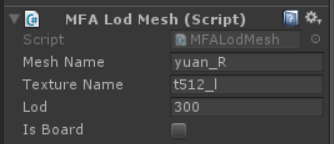 MFA Lod Mesh (Script)
Script MFALodMesh
Mesh Name yuan_R
Texture Name t512_l
Lod 300
Is Board